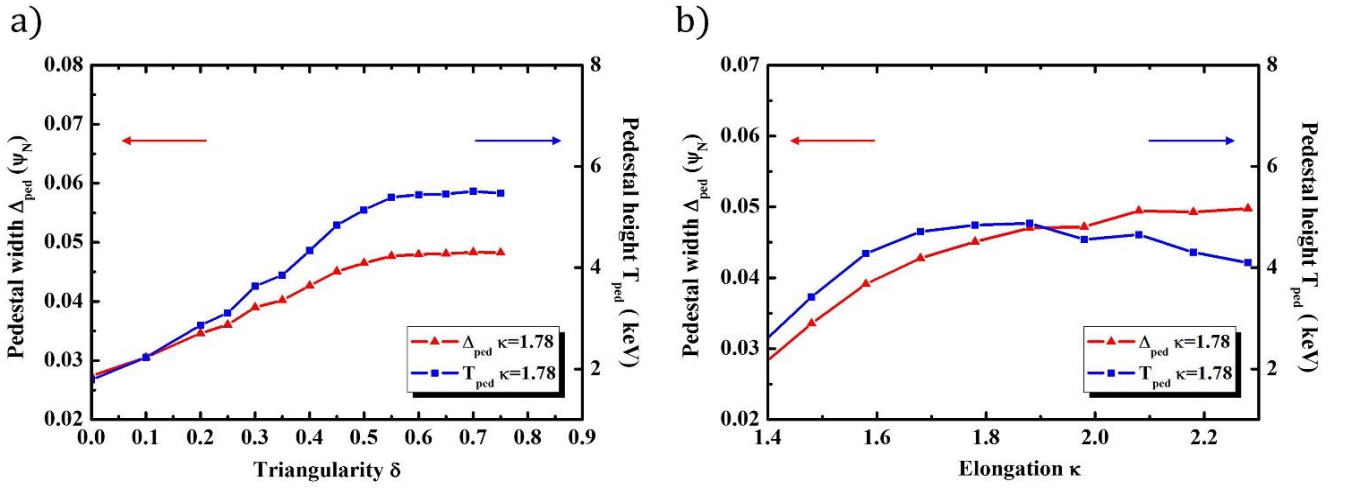 a)
Pedestal width Δped (ψN)
0.08
0.07
0.06
0.05
0.04
0.03
0.02
0.0 0.1 0.2 0.3 0.4 0.5 0.6 0.7 0.8 0.9
Triangularity δ
8
6
4
2
Pedestal height Tped ( keV)
Δped κ=1.78
Tped κ=1.78
b)
Pedestal width Δped (ψN)
0.07
0.06
0.05
0.04
0.03
0.02
1.4 1.6 1.8 2.0 2.2
Elongation κ
8
6
4
2
Pedestal height Tped ( keV)
Δped κ=1.78
Tped κ=1.78